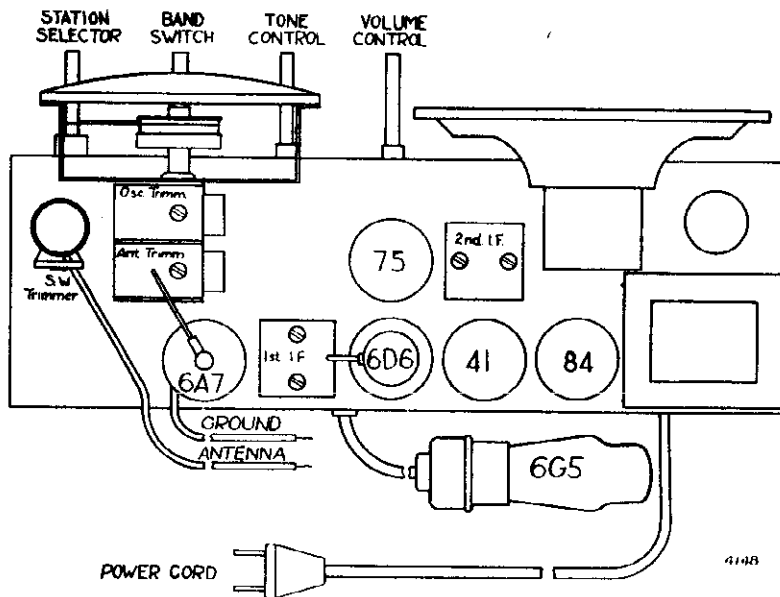 STATION
SELECTOR
BAND
SWITCH
TONE
CONTROL
VOLUME
CONTROL
Osc Trimm.
Ant. Trimm
S.W
Trimmer
75
2nd. I.F.
6A7
1st. I F.
6D6
41
84
GROUND
ANTENNA
6G5
POWER CORD
4148